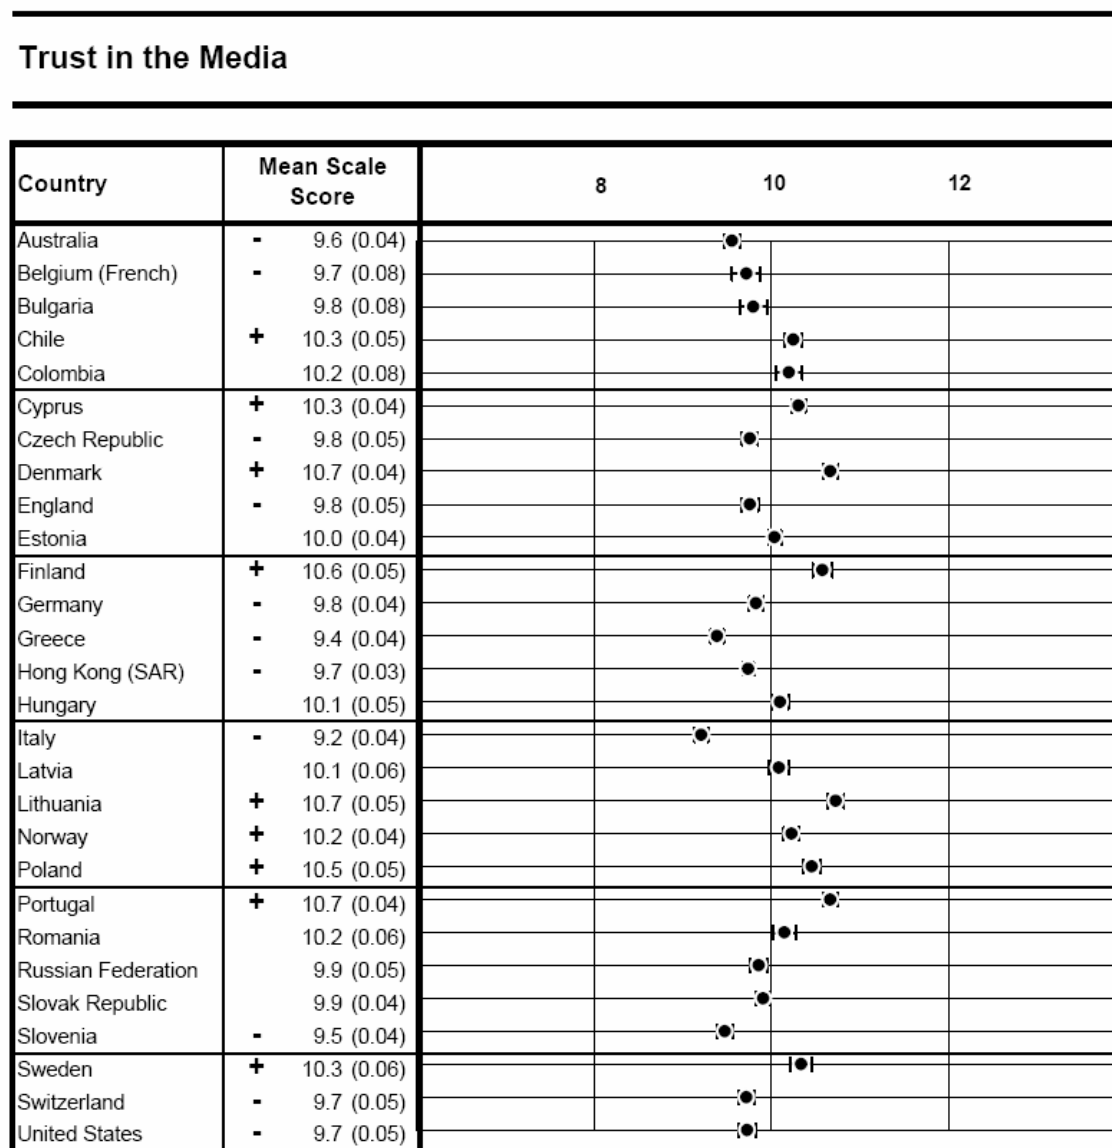 Trust in the Media
Country Mean Scale Score 8 10 12
Australia - 9.6 (0.04)
Belgium (French) - 9.7 (0.08)
Bulgaria 9.8 (0.08)
Chile + 10.3 (0.05)
Colombia 10.2 (0.08)
Cyprus + 10.3 (0.04)
Czech Republic - 9.8 (0.05)
Denmark + 10.7 (0.04)
England - 9.8 (0.05)
Estonia 10.0 (0.04)
Finland + 10.6 (0.05)
Germany - 9.8 (0.04)
Greece - 9.4 (0.04)
Hong Kong (SAR) - 9.7 (0.03)
Hungary 10.1 (0.05)
Italy - 9.2 (0.04)
Latvia 10.1 (0.06)
Lithuania + 10.7 (0.05)
Norway + 10.2 (0.04)
Poland + 10.5 (0.05)
Portugal + 10.7 (0.04)
Romania 10.2 (0.06)
Russian Federation 9.9 (0.05)
Slovak Republic 9.9 (0.04)
Slovenia - 9.5 (0.04)
Sweden + 10.3 (0.06)
Switzerland - 9.7 (0.05)
United States - 9.7 (0.05)